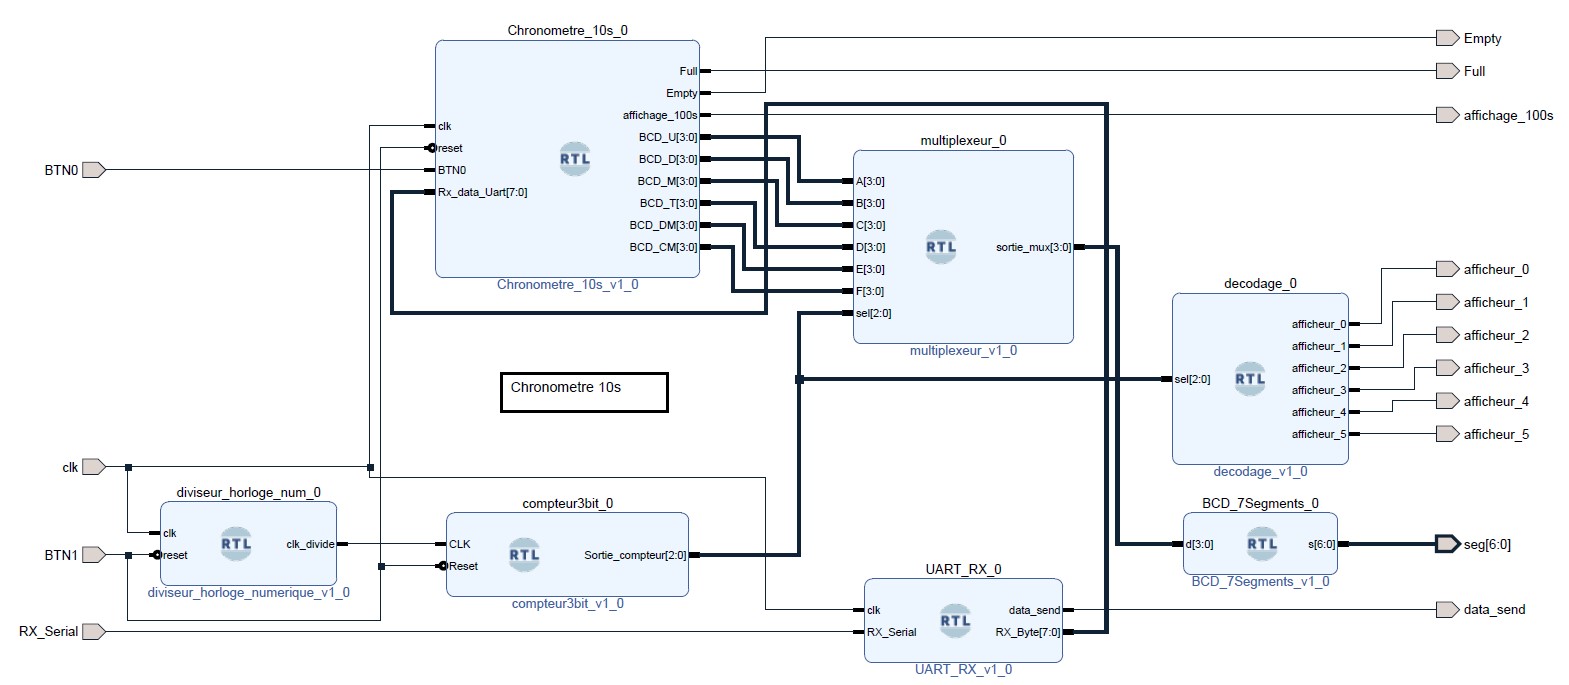 Chronometre_10s_0
Full
Empty
affichage_100s
BCD_U[3:0]
BCD_D[3:0]
BCD_M[3:0]
BCD_T[3:0]
BCD_DM[3:0]
BCD_CM[3:0]
clk
reset
BTN0
Rx_data_Uart[7:0]
RTL
Chronometre_10s_v1_0
BTN0
Empty
Full
affichage_100s
multiplexeur_0
A[3:0]
B[3:0]
C[3:0]
D[3:0]
E[3:0]
F[3:0]
sel[2:0]
RTL
sortie_mux[3:0]
multiplexeur_v1_0
decodage_0
sel[2:0]
RTL
afficheur_0
afficheur_1
afficheur_2
afficheur_3
afficheur_4
afficheur_5
decodage_v1_0
afficheur_0
afficheur_1
afficheur_2
afficheur_3
afficheur_4
afficheur_5
Chronometre 10s
clk
BTN1
RX_Serial
diviseur_horloge_num_0
clk
reset
RTL
clk_divide
diviseur_horloge_numerique_v1_0
compteur3bit_0
CLK
Reset
RTL
Sortie_compteur[2:0]
compteur3bit_v1_0
UART_RX_0
clk
RX_Serial
RTL
data_send
RX_Byte[7:0]
UART_RX_v1_0
BCD_7Segments_0
d[3:0]
RTL
s[6:0]
BCD_7Segments_v1_0
seg[6:0]
data_send